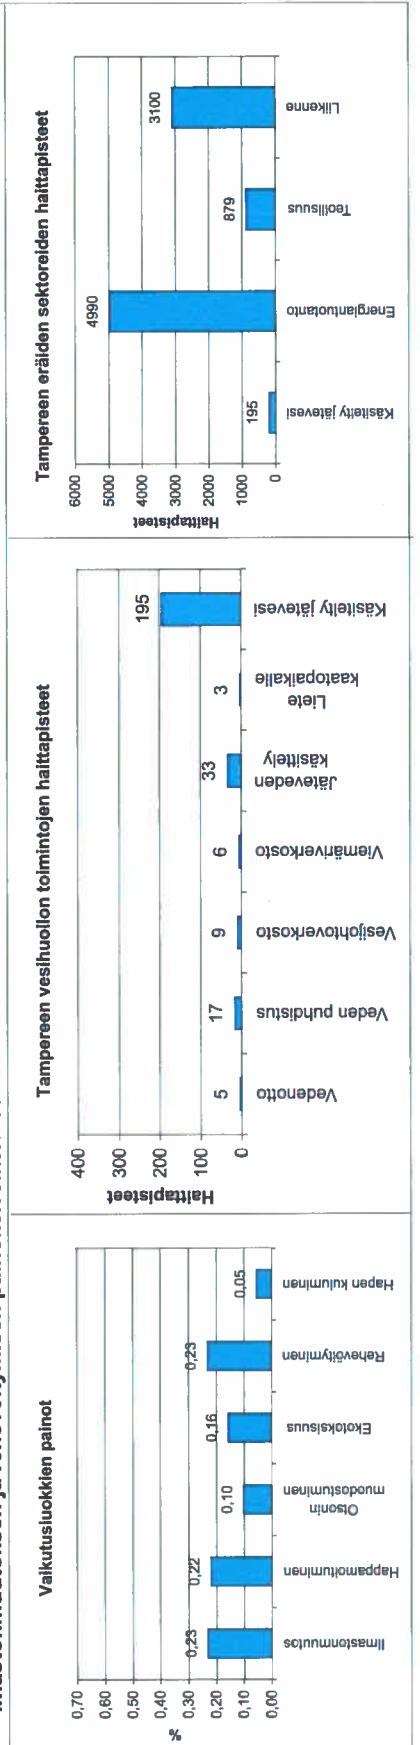 Vaikutusluokkien painot
%
0,70
0,60
0,50
0,40
0,30
0,20
0,10
0,00
0,23
0,22
0,10
0,16
0,23
0,05
Ilmastonmuutos
Happamoituminen
Otsonin
muodostuminen
Ekotoksisuus
Rehevöityminen
Hapen kuluminen
Tampereen vesihuollon toimintojen haittapisteet
Haittapisteet
400
300
200
100
0
5
17
9
6
33
3
195
Vedenotto
Veden puhdistus
Vesijohtoverkosto
Viemäriverkosto
Jäteveden
käsittely
Liete
kaatopaikalle
Käsitelty jätevesi
Tampereen eräiden sektoreiden haittapisteet
Haittapisteet
6000
5000
4000
3000
2000
1000
0
195
4990
879
3100
Käsitelty jätevesi
Energiantuotanto
Teollisuus
Liikenne